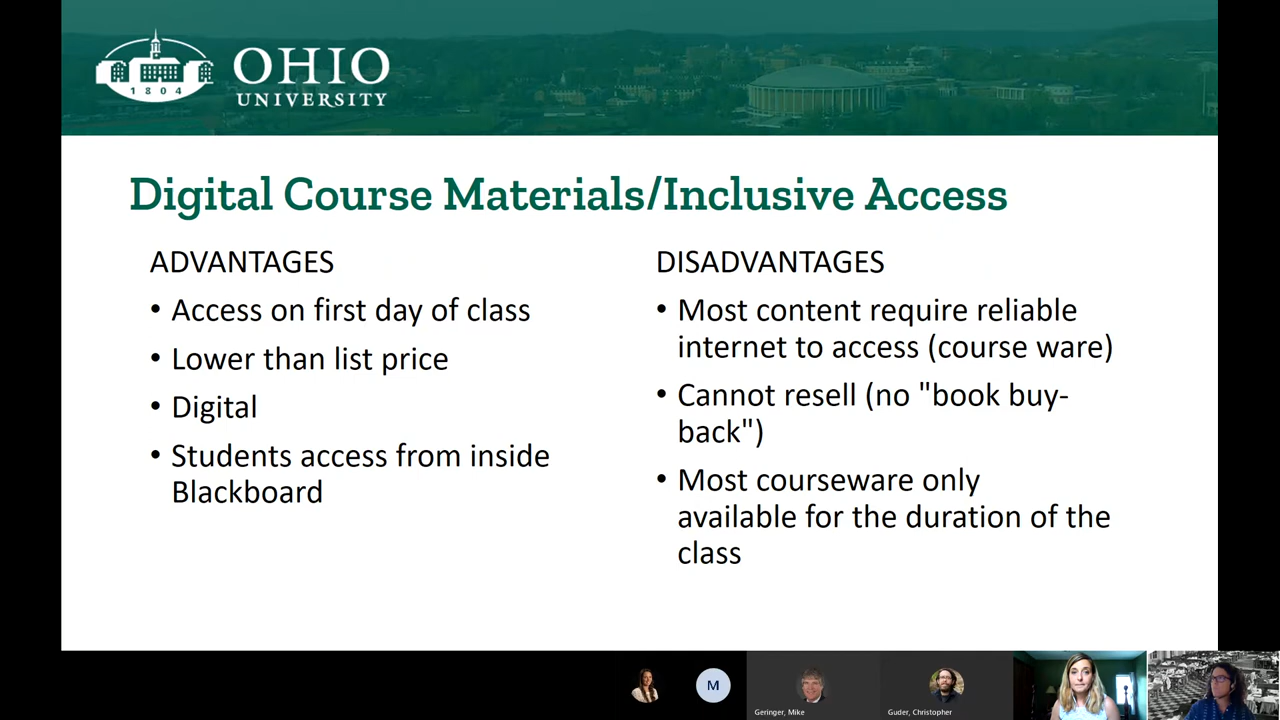 1804
OHIO
UNIVERSITY
Digital Course Materials/Inclusive Access
ADVANTAGES
• Access on first day of class
• Lower than list price
• Digital
• Students access from inside
Blackboard
DISADVANTAGES
• Most content require reliable
internet to access (course ware)
• Cannot resell (no "book buy-
back")
• Most courseware only
available for the duration of the
class
M
Geringer, Mike
Guder, Christopher